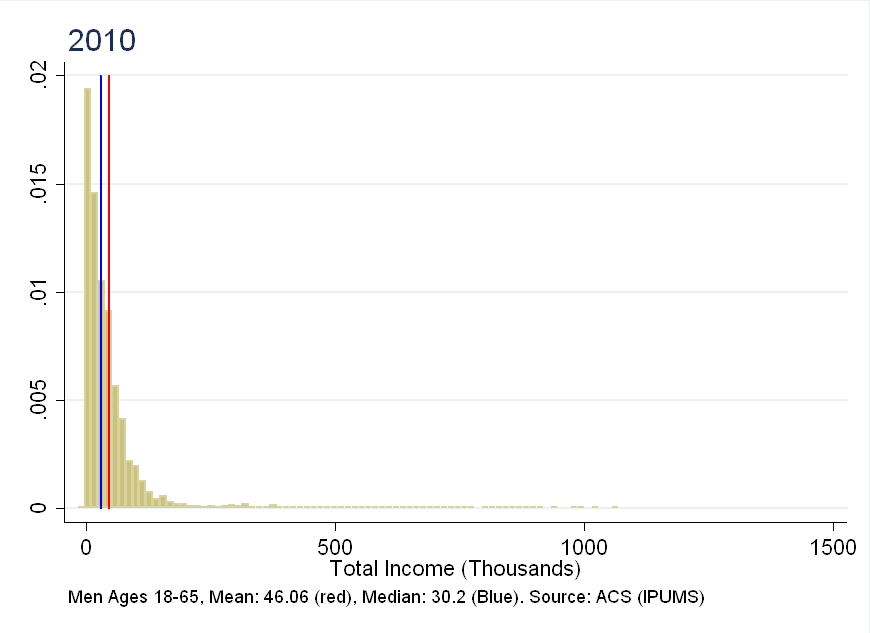 2010
.02
.015
.01
.005
0
0 500 1000 1500
Total Income (Thousands)
Men Ages 18-65, Mean: 46.06 (red), Median: 30.2 (Blue). Source: ACS (IPUMS)